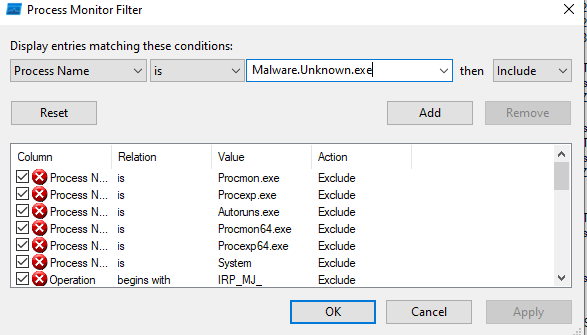 Process Monitor Filter
Display entries matching these conditions:
Process Name is Malware.Unknown.exe then Include
Reset Add Remove
Column Relation Value Action
Process N... is Procmon.exe Exclude
Process N... is Procexp.exe Exclude
Process N... is Autoruns.exe Exclude
Process N... is Procmon64.exe Exclude
Process N... is Procexp64.exe Exclude
Process N... is System Exclude
Operation begins with IRP_MJ_ Exclude
OK Cancel Apply